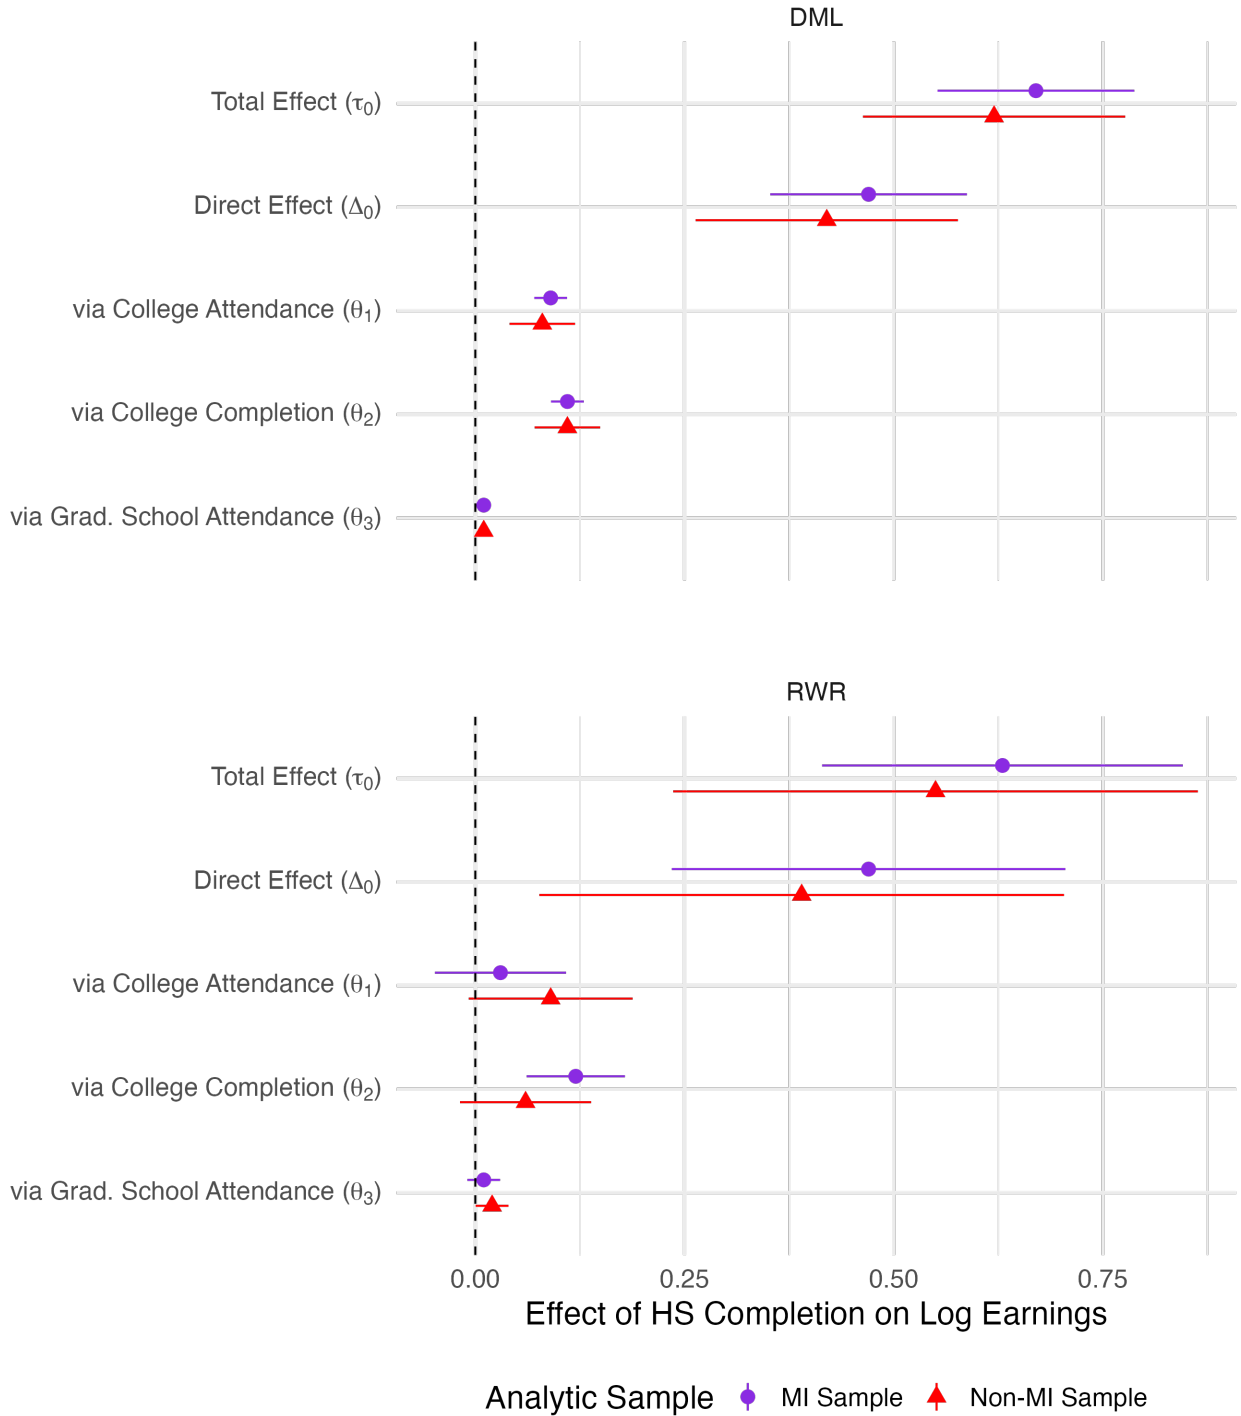 DML
Total Effect (τ₀)
Direct Effect (Δ₀)
via College Attendance (θ₁)
via College Completion (θ₂)
via Grad. School Attendance (θ₃)
RWR
Total Effect (τ₀)
Direct Effect (Δ₀)
via College Attendance (θ₁)
via College Completion (θ₂)
via Grad. School Attendance (θ₃)
0.00 0.25 0.50 0.75
Effect of HS Completion on Log Earnings
Analytic Sample MI Sample Non-MI Sample